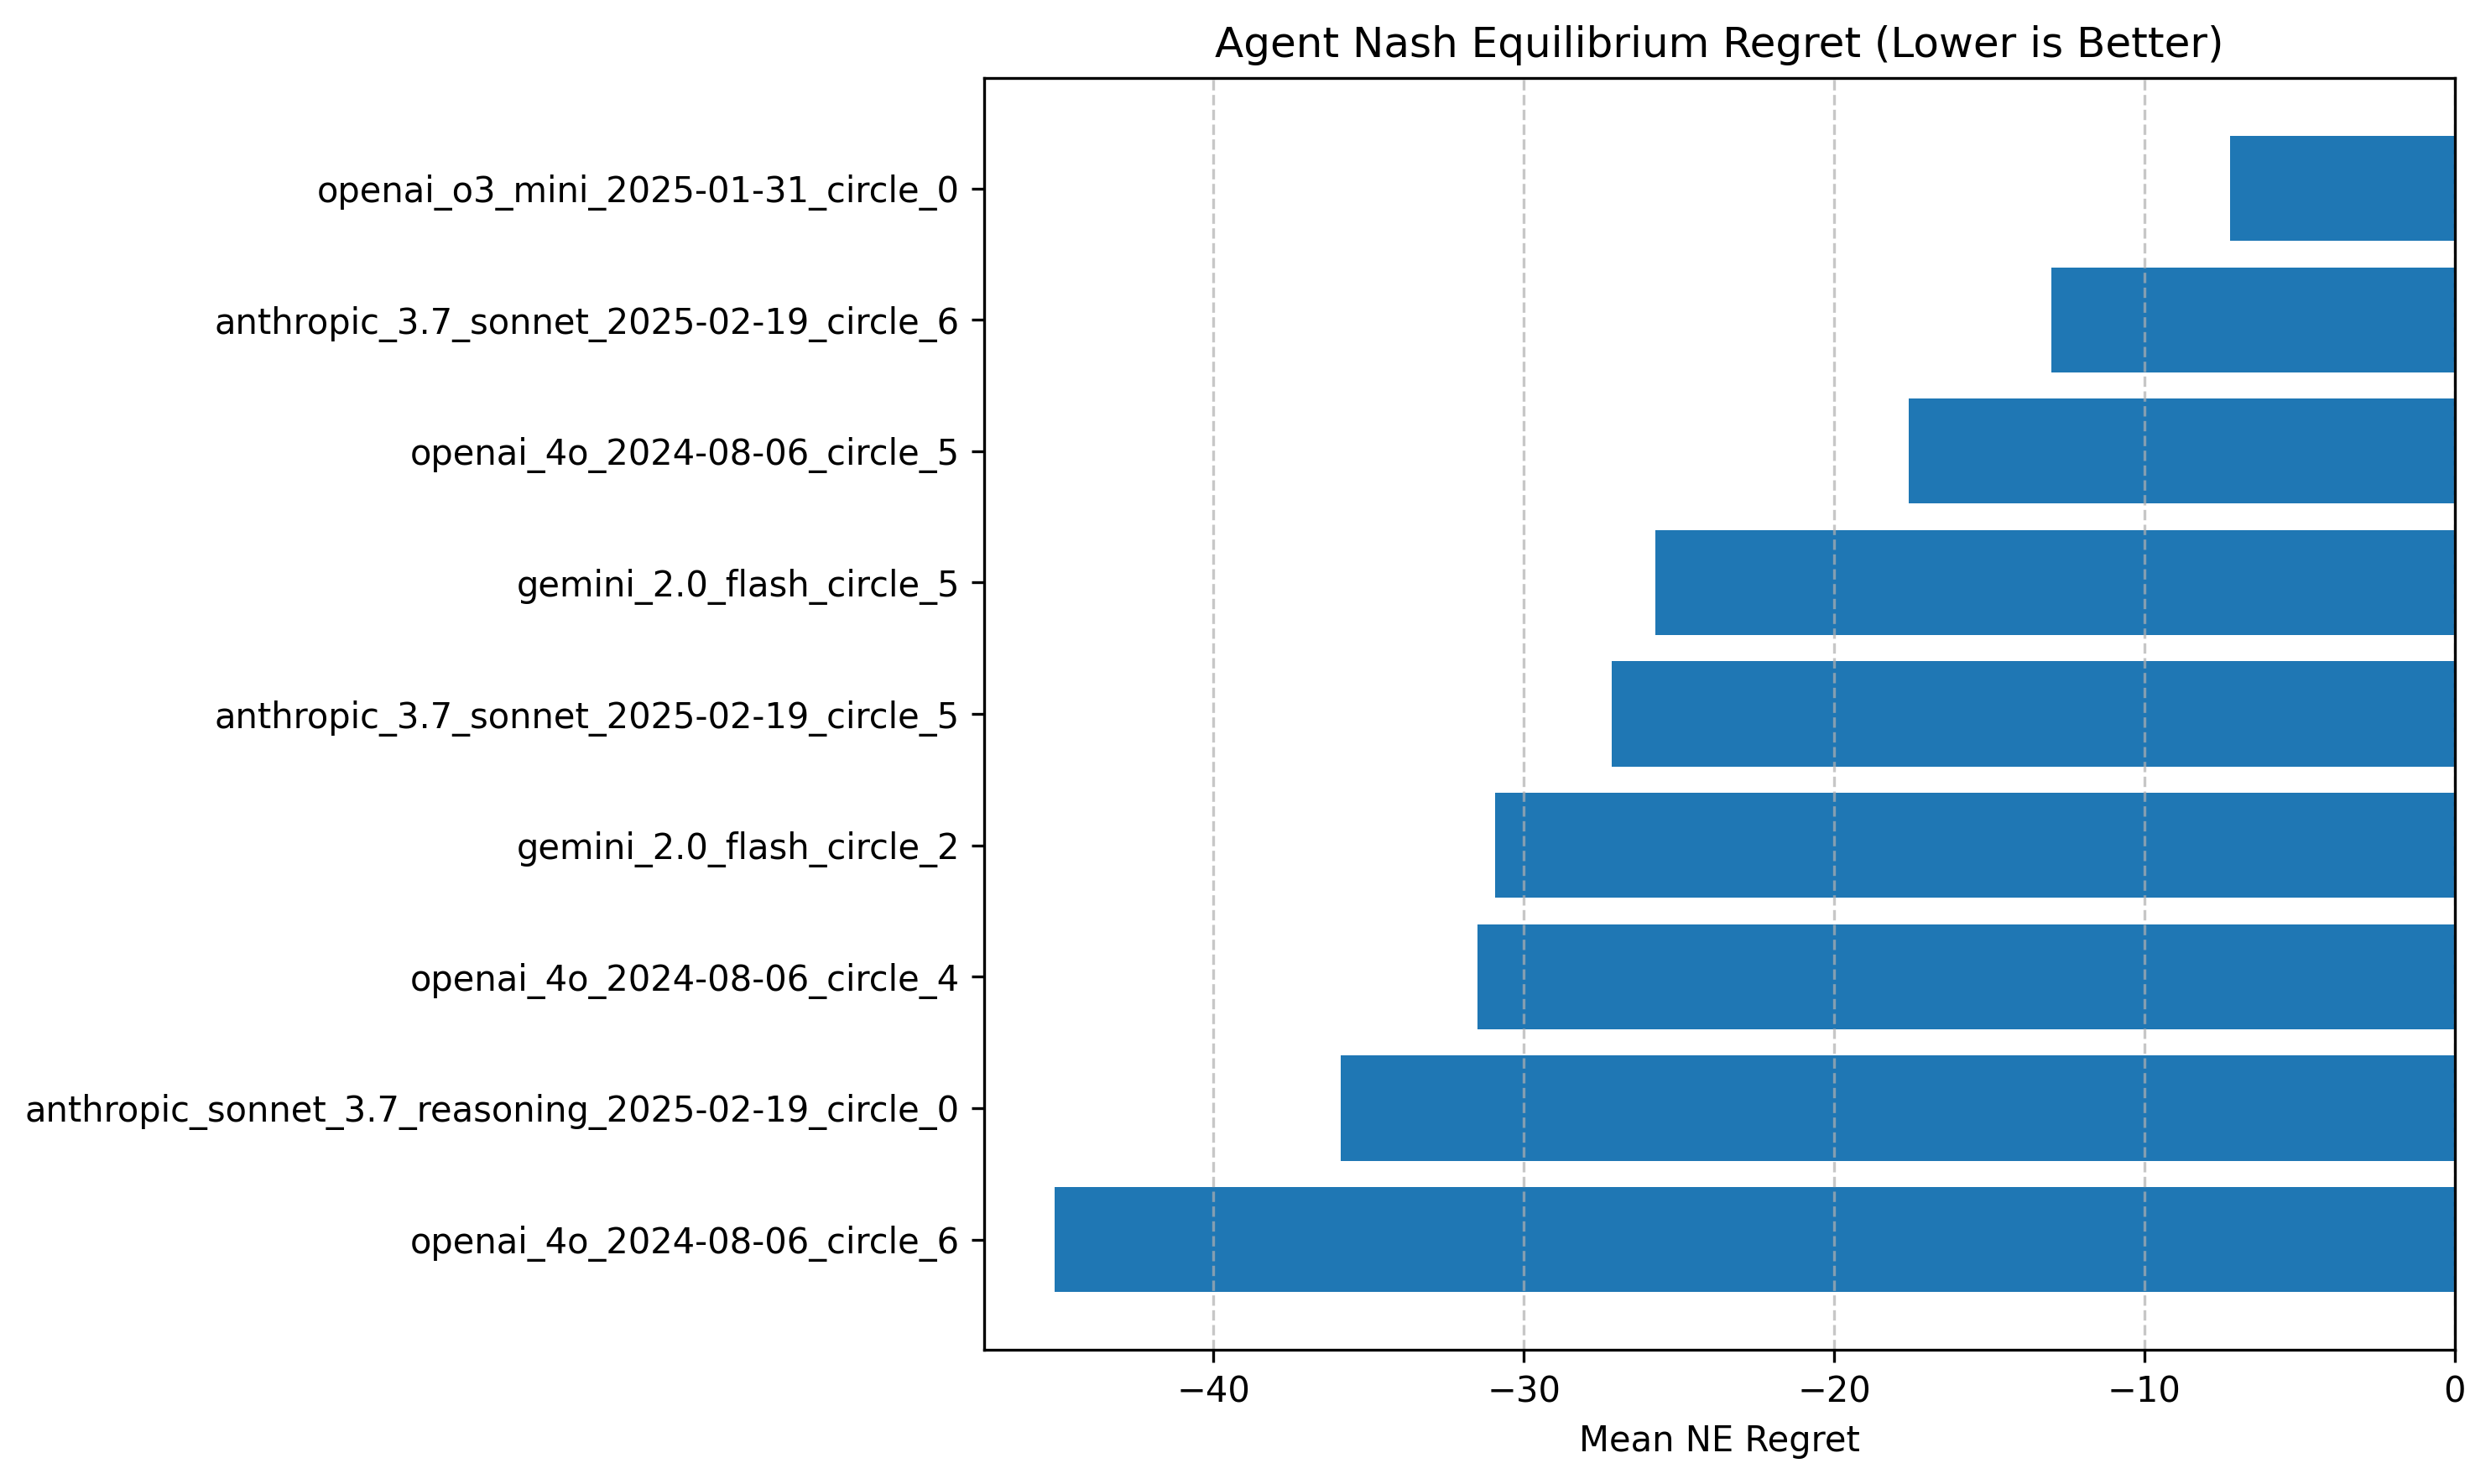 Agent Nash Equilibrium Regret (Lower is Better)
openai_o3_mini_2025-01-31_circle_0
anthropic_3.7_sonnet_2025-02-19_circle_6
openai_4o_2024-08-06_circle_5
gemini_2.0_flash_circle_5
anthropic_3.7_sonnet_2025-02-19_circle_5
gemini_2.0_flash_circle_2
openai_4o_2024-08-06_circle_4
anthropic_sonnet_3.7_reasoning_2025-02-19_circle_0
openai_4o_2024-08-06_circle_6
−40 −30 −20 −10 0
Mean NE Regret